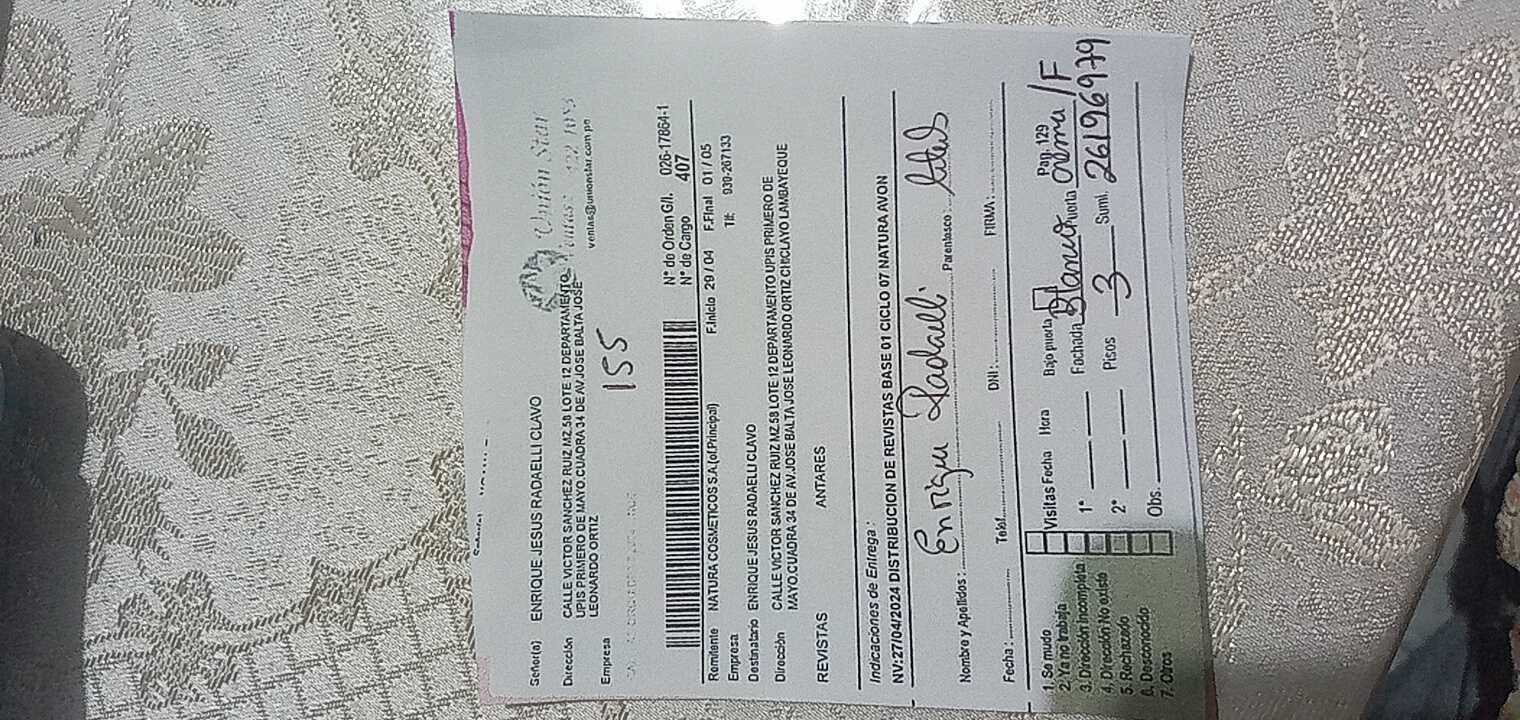 Unión Star
ventas@unionstar.com.pe
Señor(a) ENRIQUE JESUS RADAELLI CLAVO
Dirección CALLE VICTOR SANCHEZ RUIZ MZ.58 LOTE 12 DEPARTAMENTO
UPIS PRIMERO DE MAYO.CUADRA 34 DE AV.JOSE BALTA JOSE
LEONARDO ORTIZ
Empresa
155
N° de Orden G/I. 026-17864-1
N° de Cargo 407
Remitente NATURA COSMETICOS S.A (of.Principal) F.Inicio 29 / 04 F.Final 01 / 05
Empresa Tlf: 930-267133
Destinatario ENRIQUE JESUS RADAELLI CLAVO
Dirección CALLE VICTOR SANCHEZ RUIZ MZ.58 LOTE 12 DEPARTAMENTO UPIS PRIMERO DE
MAYO.CUADRA 34 DE AV.JOSE BALTA JOSE LEONARDO ORTIZ CHICLAYO LAMBAYEQUE
REVISTAS ANTARES
Indicaciones de Entrega :
NV:27/04/2024 DISTRIBUCION DE REVISTAS BASE 01 CICLO 07 NATURA AVON
Nombre y Apellidos : Enrique Radaelli Parentesco : titul
Fecha : Telef. DNI : FIRMA :
Pag. 129
1. Se mudo Visitas Fecha Hora Bajo puerta
2. Ya no trabaja 1° Fachada Blanco Puerta
3. Dirección Incompleta 2° Pisos 3 Sumi. 26196979
4. Dirección No existe
5. Rechazado Obs.
6. Desconocido
7. Otros